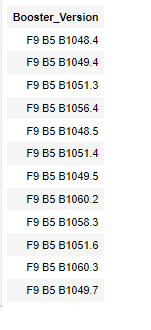 Booster_Version
F9 B5 B1048.4
F9 B5 B1049.4
F9 B5 B1051.3
F9 B5 B1056.4
F9 B5 B1048.5
F9 B5 B1051.4
F9 B5 B1049.5
F9 B5 B1060.2
F9 B5 B1058.3
F9 B5 B1051.6
F9 B5 B1060.3
F9 B5 B1049.7